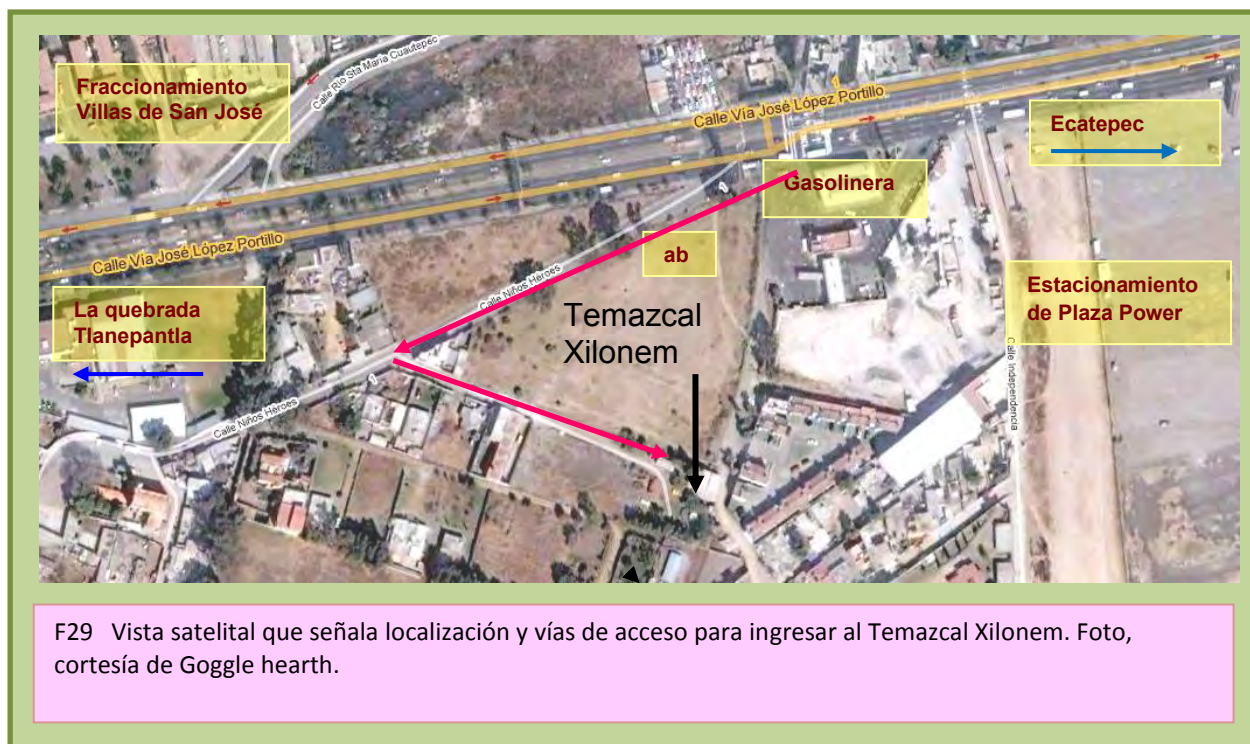 Fraccionamiento
Villas de San José
Calle Río Sta María Cuautepec
Calle Vía José López Portillo
Ecatepec
Gasolinera
1
Calle Vía José López Portillo
ab
Calle Niños Héroes
La quebrada
Tlanepantla
Temazcal
Xilonem
Estacionamiento
de Plaza Power
Calle Independencia
1
Calle Niños Héroes
F29 Vista satelital que señala localización y vías de acceso para ingresar al Temazcal Xilonem. Foto,
cortesía de Goggle hearth.